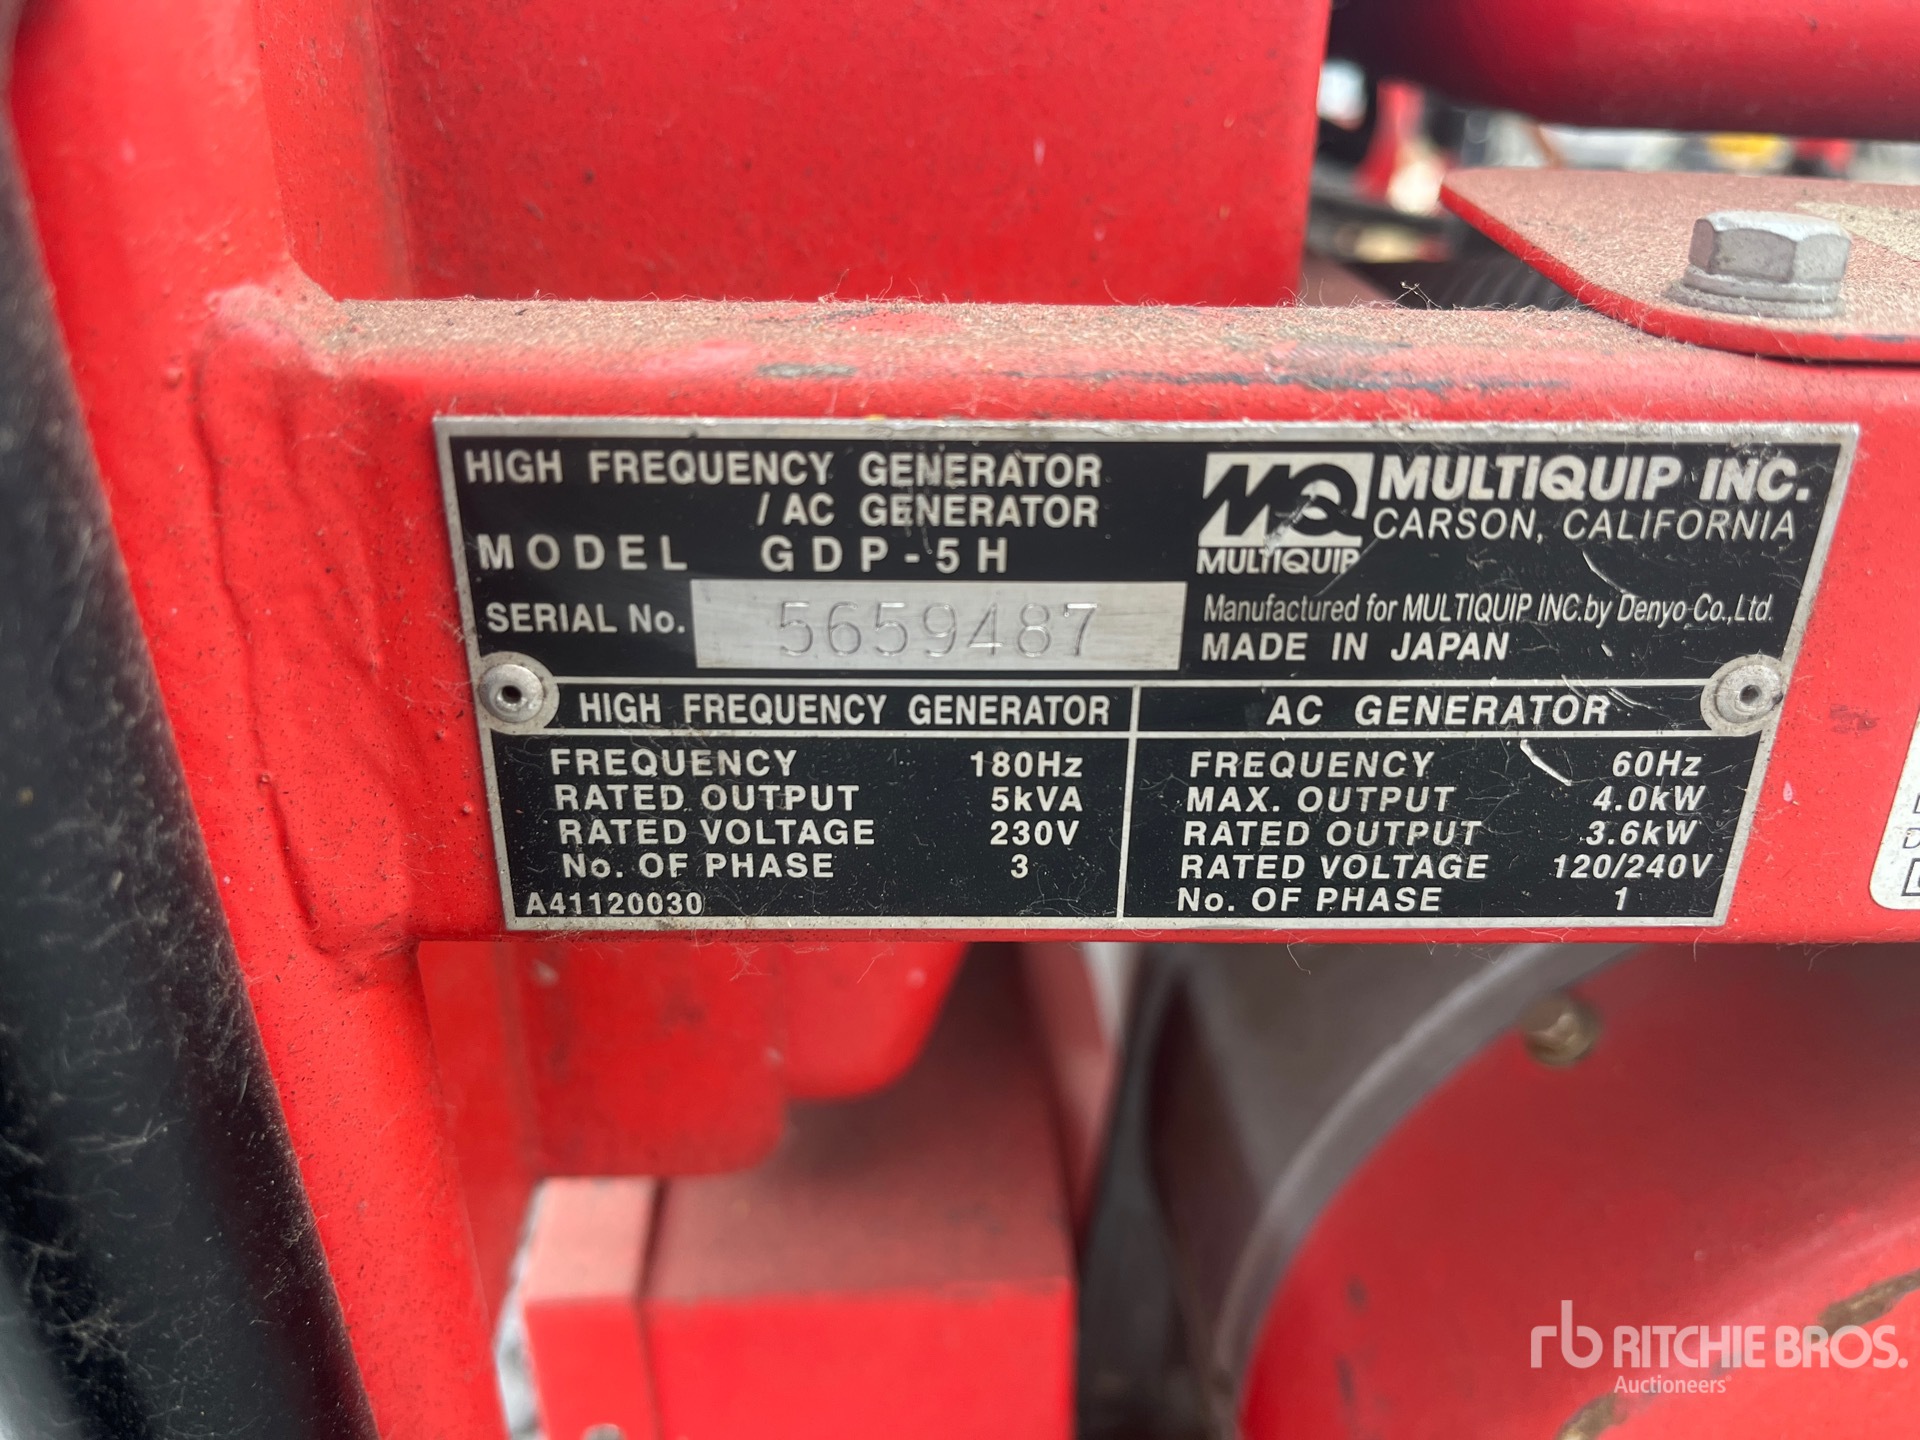 HIGH FREQUENCY GENERATOR
/ AC GENERATOR
MODEL GDP-5H
SERIAL No. 5659487
MQ
MULTIQUIP
MULTIQUIP INC.
CARSON, CALIFORNIA
Manufactured for MULTIQUIP INC.by Denyo Co.,Ltd.
MADE IN JAPAN
HIGH FREQUENCY GENERATOR
FREQUENCY 180Hz
RATED OUTPUT 5kVA
RATED VOLTAGE 230V
No. OF PHASE 3
A41120030
AC GENERATOR
FREQUENCY 60Hz
MAX. OUTPUT 4.0kW
RATED OUTPUT 3.6kW
RATED VOLTAGE 120/240V
No. OF PHASE 1
rb RITCHIE BROS.
Auctioneers